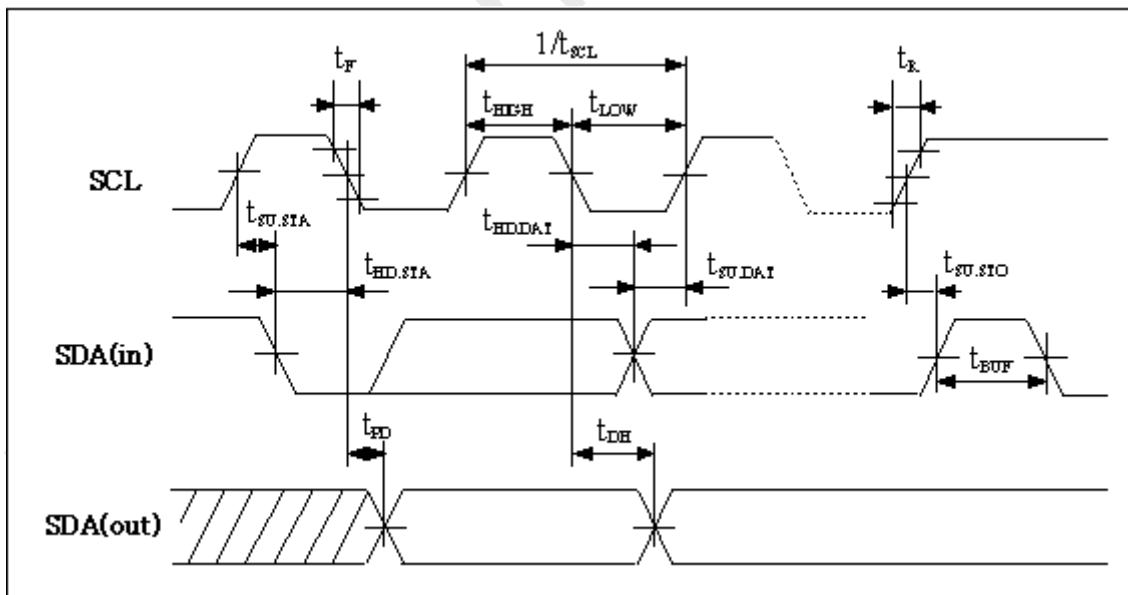 1/tSCL
tF
tR
tHIGH
tLOW
SCL
tSU.STA
tHD.DAT
tHD.STA
tSU.DAT
tSU.STO
SDA(in)
tBUF
tPD
tDH
SDA(out)